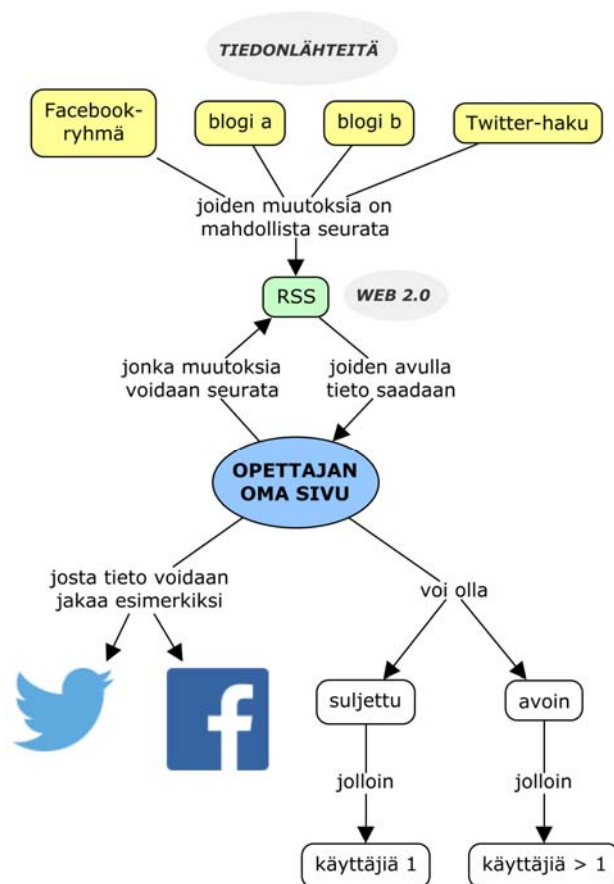 TIEDONLÄHTEITÄ
Facebook-
ryhmä
blogi a
blogi b
Twitter-haku
joiden muutoksia on
mahdollista seurata
RSS
WEB 2.0
jonka muutoksia
voidaan seurata
joiden avulla
tieto saadaan
OPETTAJAN
OMA SIVU
josta tieto voidaan
jakaa esimerkiksi
voi olla
suljettu
avoin
jolloin
jolloin
käyttäjiä 1
käyttäjiä > 1